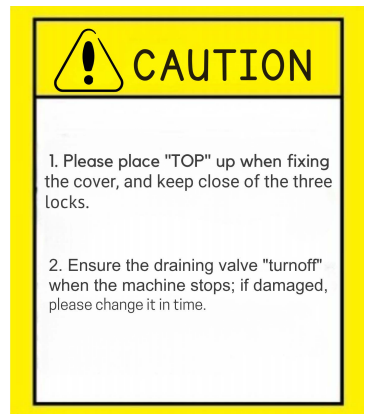 CAUTION
1. Please place "TOP" up when fixing
the cover, and keep close of the three
locks.
2. Ensure the draining valve "turnoff"
when the machine stops; if damaged,
please change it in time.